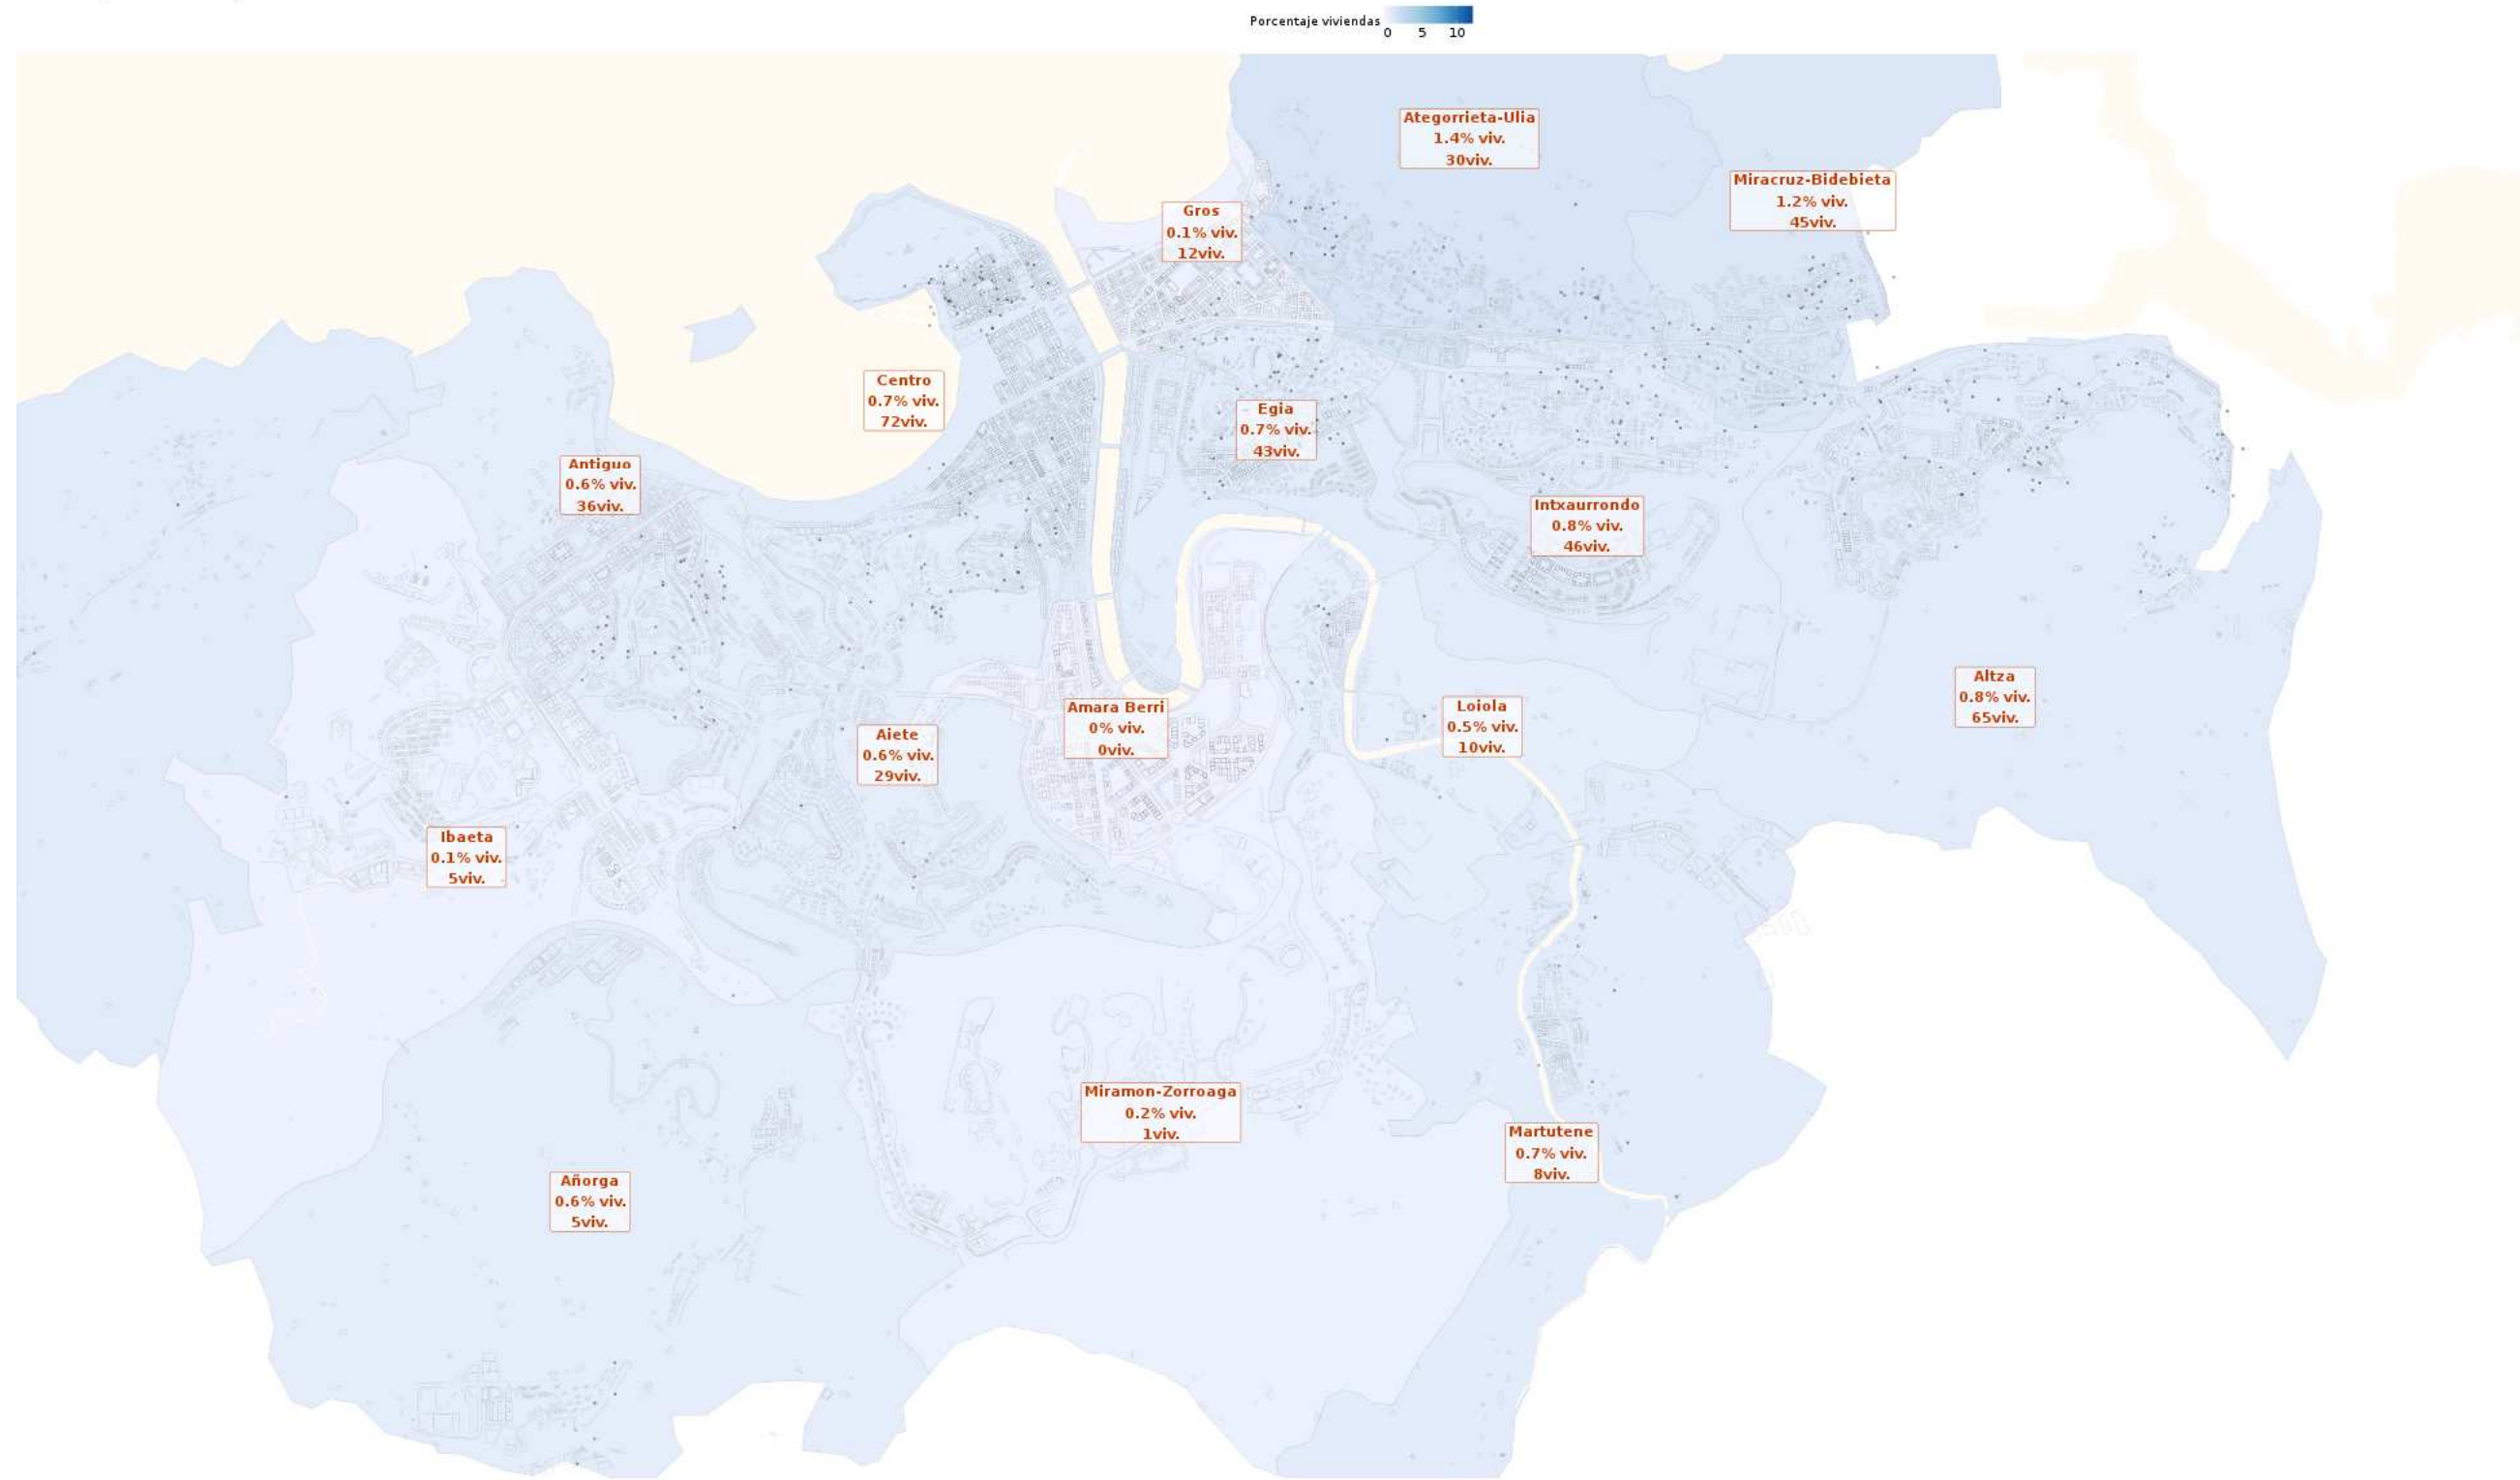 Porcentaje viviendas
0 5 10
Ategorrieta-Ulia
1.4% viv.
30viv.
Miracruz-Bidebieta
1.2% viv.
45viv.
Gros
0.1% viv.
12viv.
Centro
0.7% viv.
72viv.
Egia
0.7% viv.
43viv.
Antiguo
0.6% viv.
36viv.
Intxaurrondo
0.8% viv.
46viv.
Altza
0.8% viv.
65viv.
Loiola
0.5% viv.
10viv.
Amara Berri
0% viv.
0viv.
Aiete
0.6% viv.
29viv.
Ibaeta
0.1% viv.
5viv.
Miramon-Zorroaga
0.2% viv.
1viv.
Martutene
0.7% viv.
8viv.
Añorga
0.6% viv.
5viv.